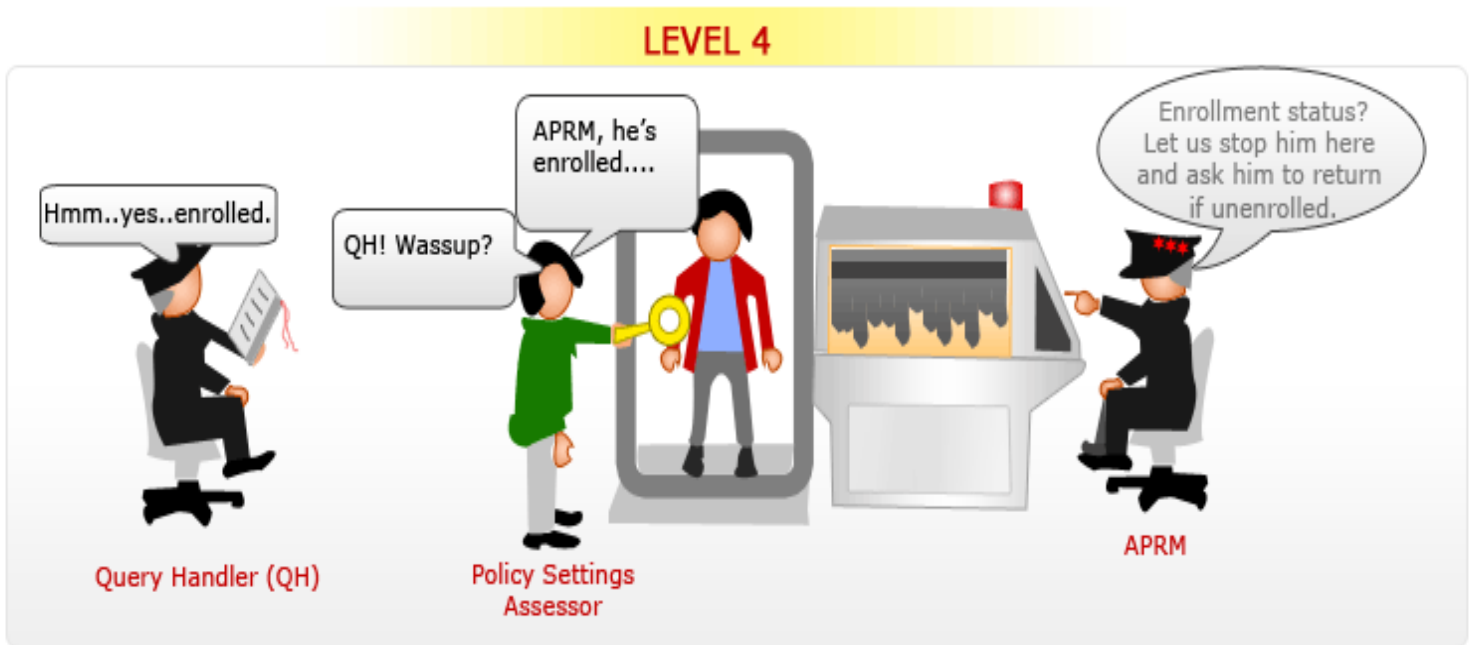 LEVEL 4
Hmm..yes..enrolled.
QH! Wassup?
APRM, he's
enrolled....
Enrollment status?
Let us stop him here
and ask him to return
if unenrolled.
Query Handler (QH)
Policy Settings
Assessor
APRM